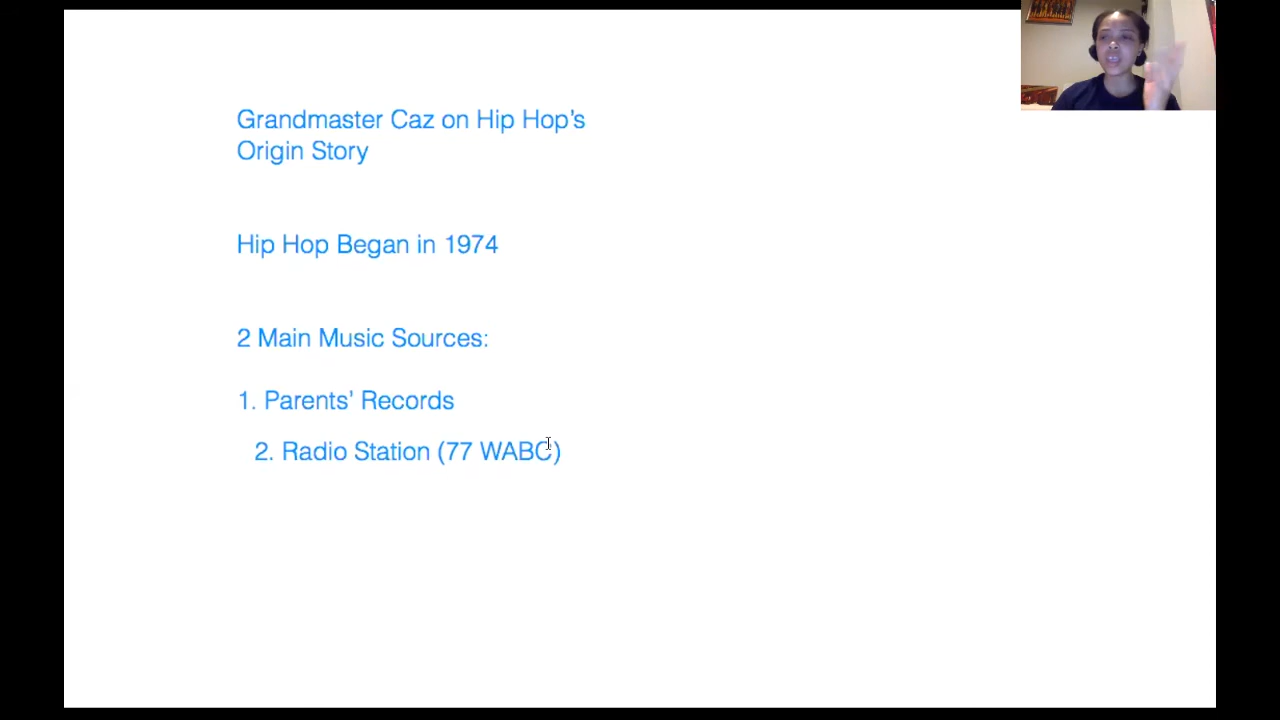 Grandmaster Caz on Hip Hop's
Origin Story
Hip Hop Began in 1974
2 Main Music Sources:
1. Parents' Records
2. Radio Station (77 WABC)